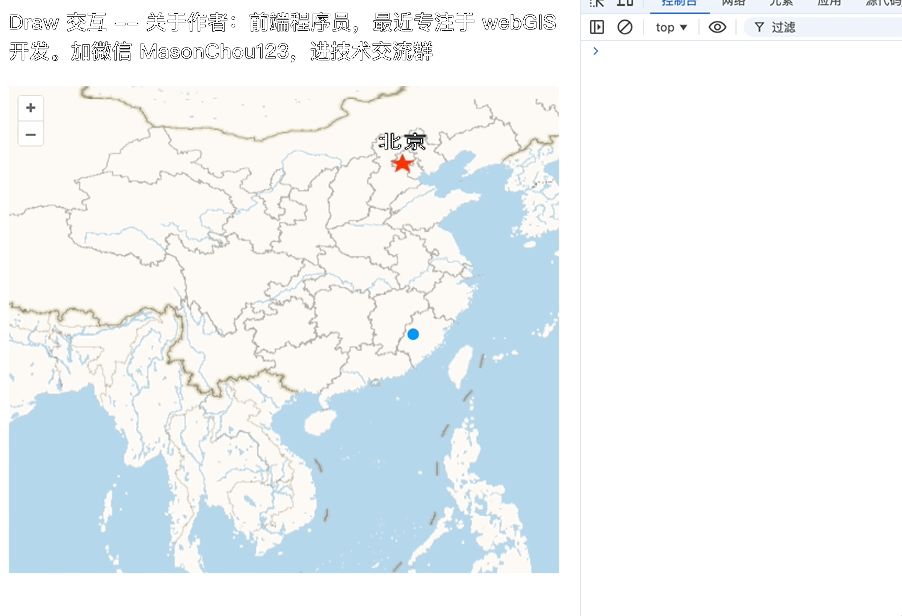 Draw 交互 -- 关于作者：前端程序员，最近专注于 webGIS
开发。加微信 MasonChou123，进技术交流群
控制台 网络 元素 应用 源代码
top ▼ 过滤
+
−
北京